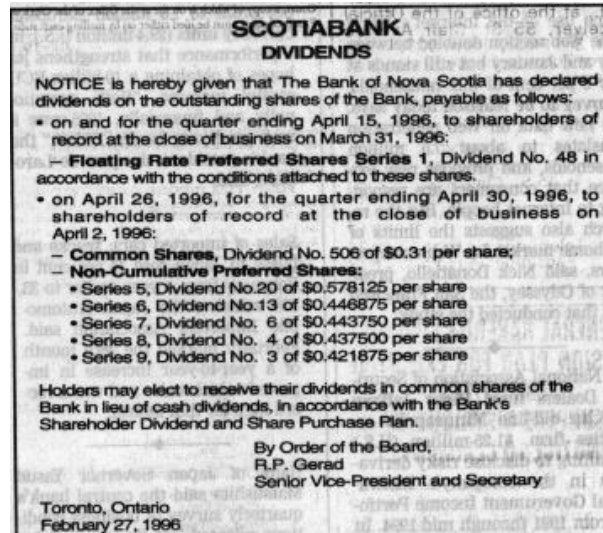 at the office of the Official
SCOTIABANK
DIVIDENDS
NOTICE is hereby given that The Bank of Nova Scotia has declared
dividends on the outstanding shares of the Bank, payable as follows:
• on and for the quarter ending April 15, 1996, to shareholders of
record at the close of business on March 31, 1996:
– Floating Rate Preferred Shares Series 1, Dividend No. 48 in
accordance with the conditions attached to these shares.
• on April 26, 1996, for the quarter ending April 30, 1996, to
shareholders of record at the close of business on
April 2, 1996:
– Common Shares, Dividend No. 506 of $0.31 per share;
– Non-Cumulative Preferred Shares:
• Series 5, Dividend No.20 of $0.578125 per share
• Series 6, Dividend No.13 of $0.446875 per share
• Series 7, Dividend No. 6 of $0.443750 per share
• Series 8, Dividend No. 4 of $0.437500 per share
• Series 9, Dividend No. 3 of $0.421875 per share
Holders may elect to receive their dividends in common shares of the
Bank in lieu of cash dividends, in accordance with the Bank's
Shareholder Dividend and Share Purchase Plan.
By Order of the Board,
R.P. Gerad
Senior Vice-President and Secretary
Toronto, Ontario
February 27, 1996